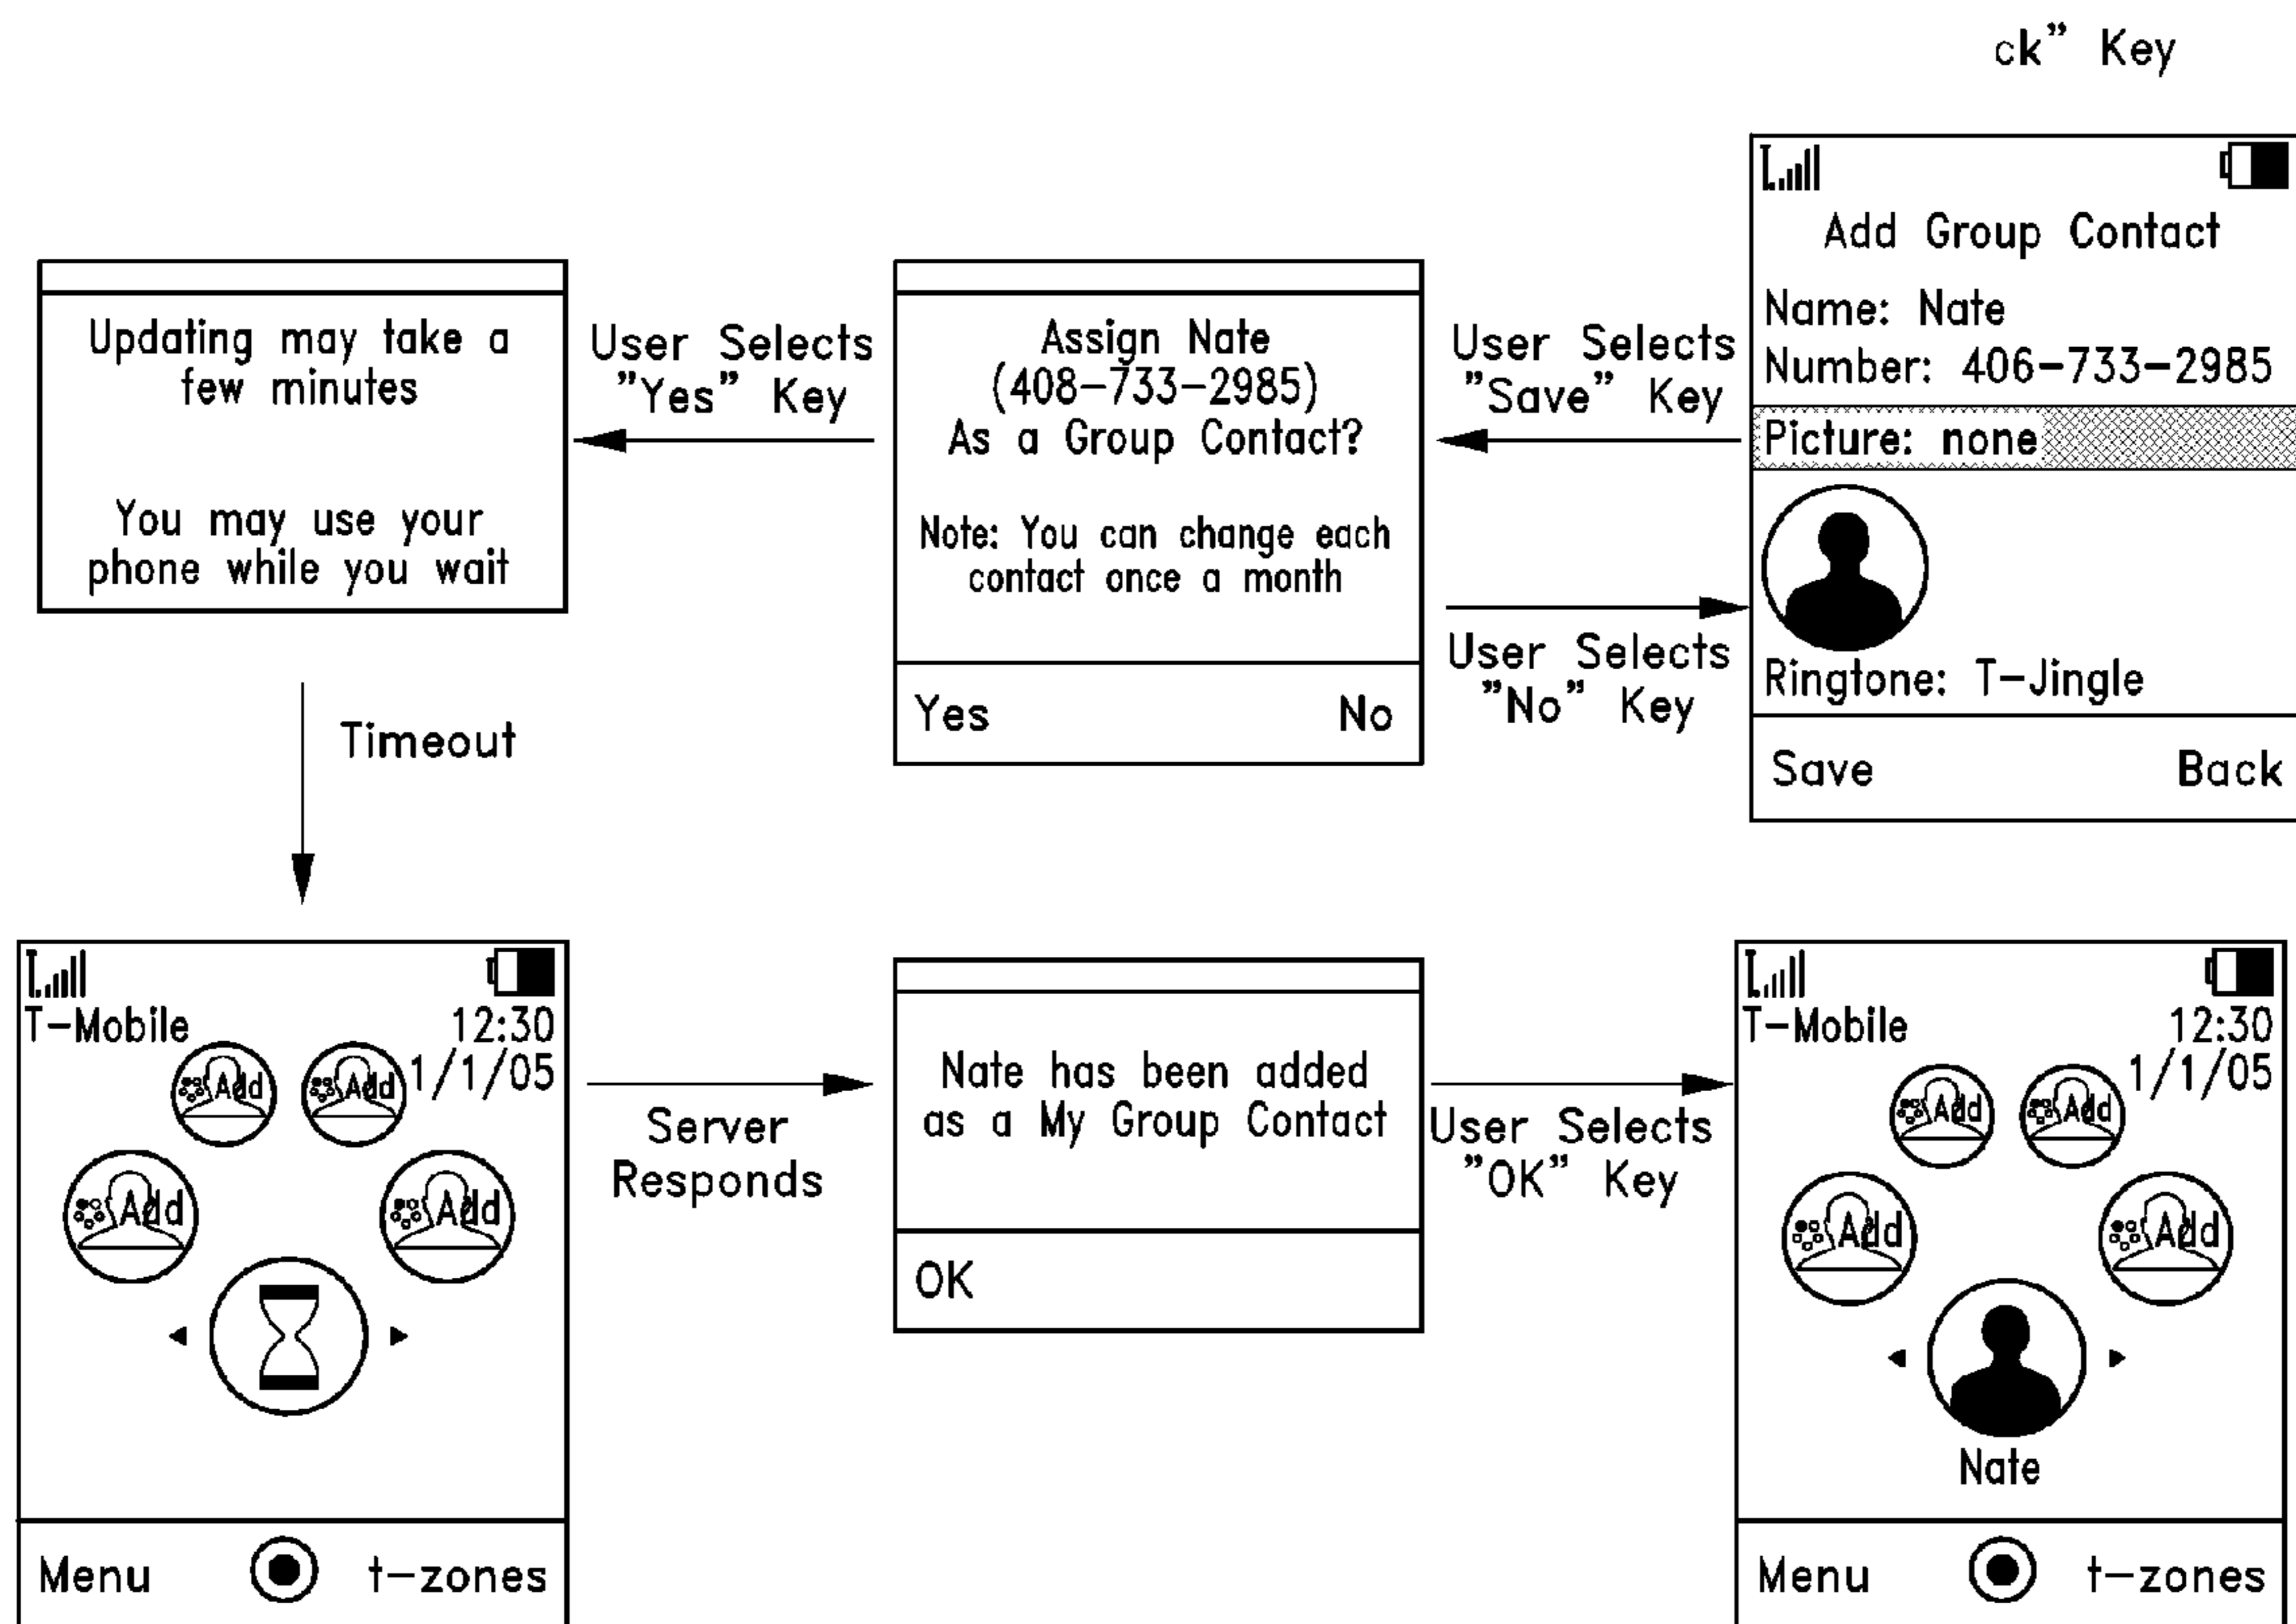 ck” Key
Updating may take a
few minutes
You may use your
phone while you wait
User Selects
”Yes” Key
Assign Nate
(408–733–2985)
As a Group Contact?
Note: You can change each
contact once a month
Yes No
User Selects
”Save” Key
User Selects
”No” Key
Add Group Contact
Name: Nate
Number: 406–733–2985
Picture: none
Ringtone: T–Jingle
Save Back
Timeout
T–Mobile 12:30
1/1/05
Add Add
Add Add
Menu t–zones
Server
Responds
Nate has been added
as a My Group Contact
OK
User Selects
”OK” Key
T–Mobile 12:30
1/1/05
Add Add
Add Add
Nate
Menu t–zones